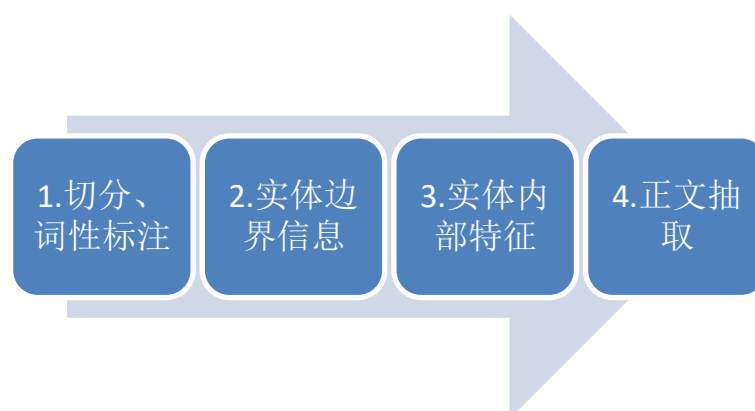 1.切分、
词性标注
2.实体边
界信息
3.实体内
部特征
4.正文抽
取